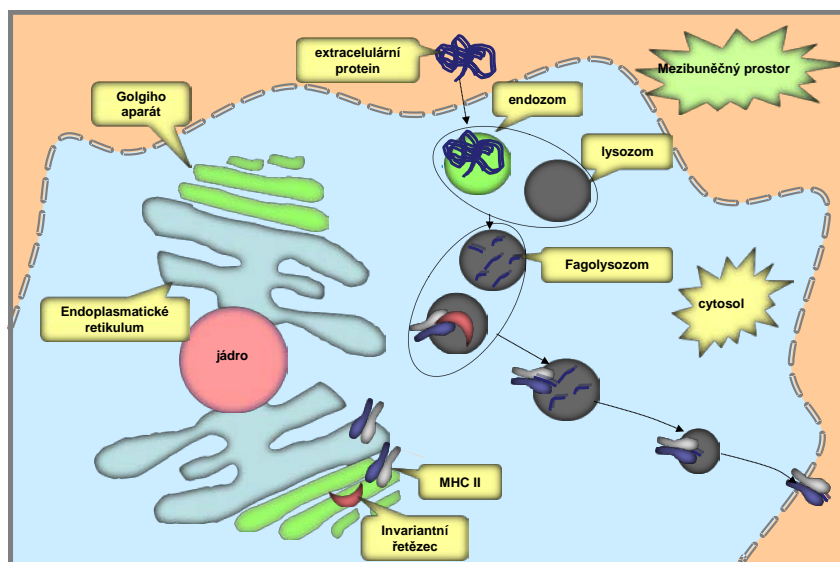 extracelulární
protein
Mezibuněčný prostor
Golgiho
aparát
endozom
lysozom
Fagolysozom
Endoplasmatické
retikulum
cytosol
jádro
MHC II
Invariantní
řetězec